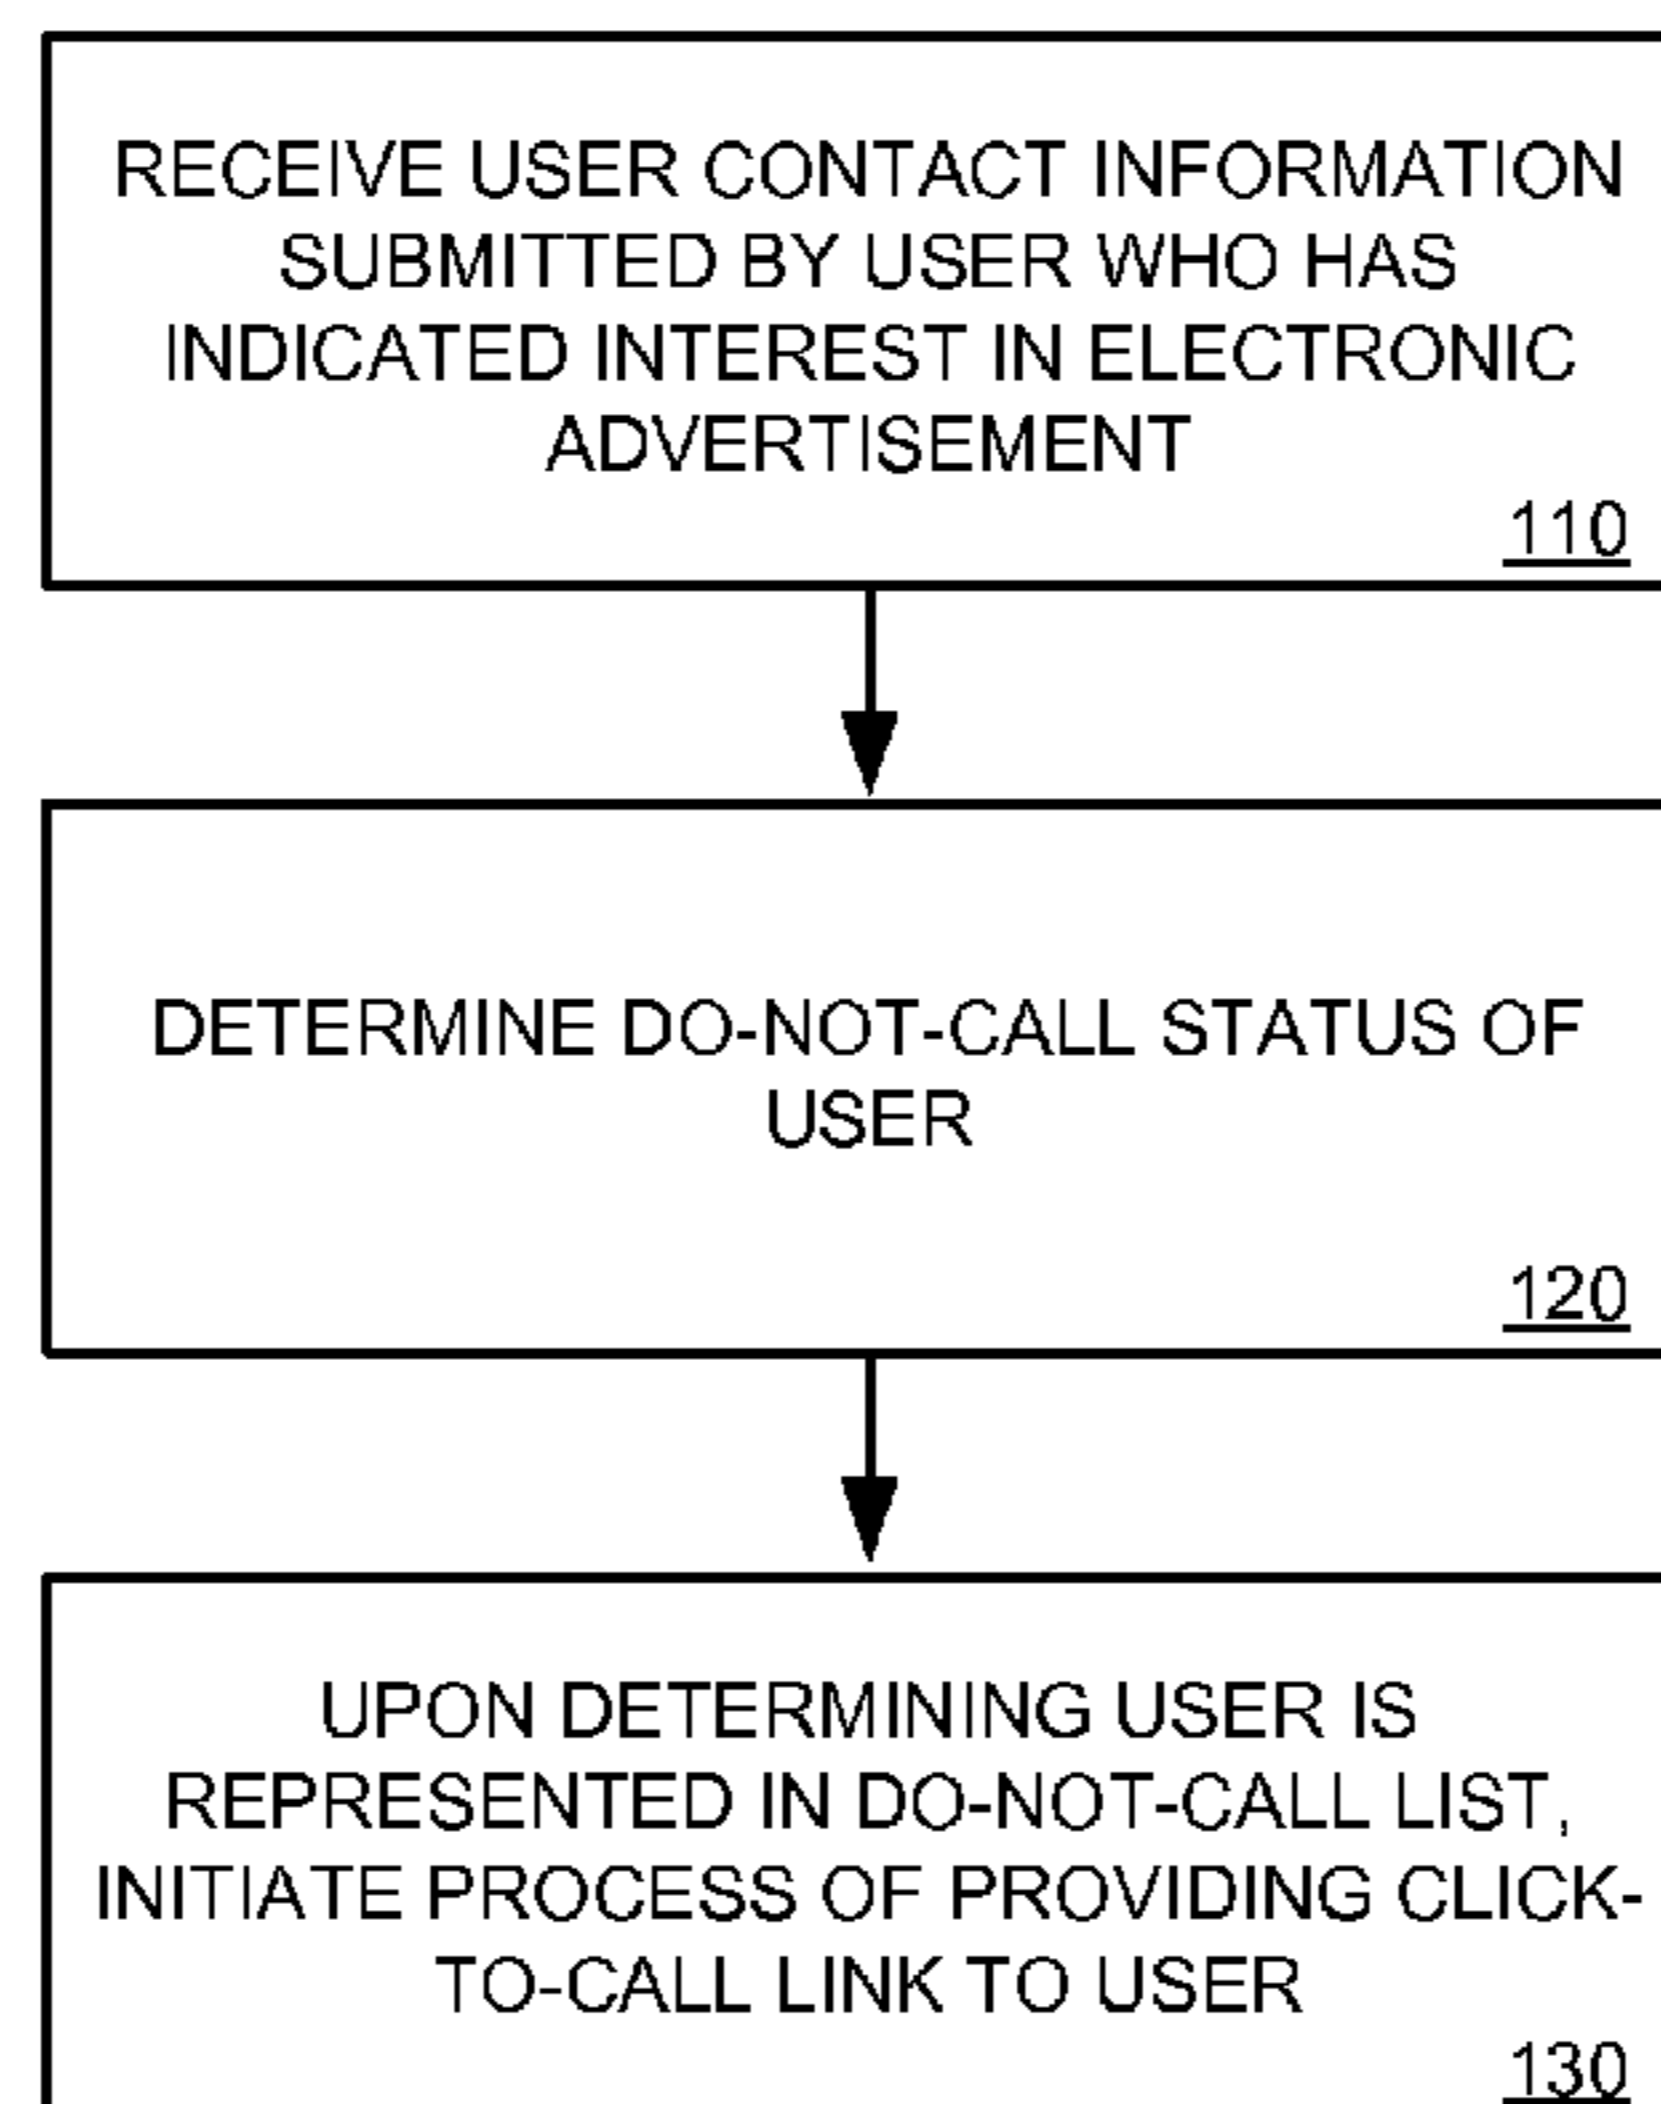 RECEIVE USER CONTACT INFORMATION
SUBMITTED BY USER WHO HAS
INDICATED INTEREST IN ELECTRONIC
ADVERTISEMENT
110
DETERMINE DO-NOT-CALL STATUS OF
USER
120
UPON DETERMINING USER IS
REPRESENTED IN DO-NOT-CALL LIST,
INITIATE PROCESS OF PROVIDING CLICK-
TO-CALL LINK TO USER
130